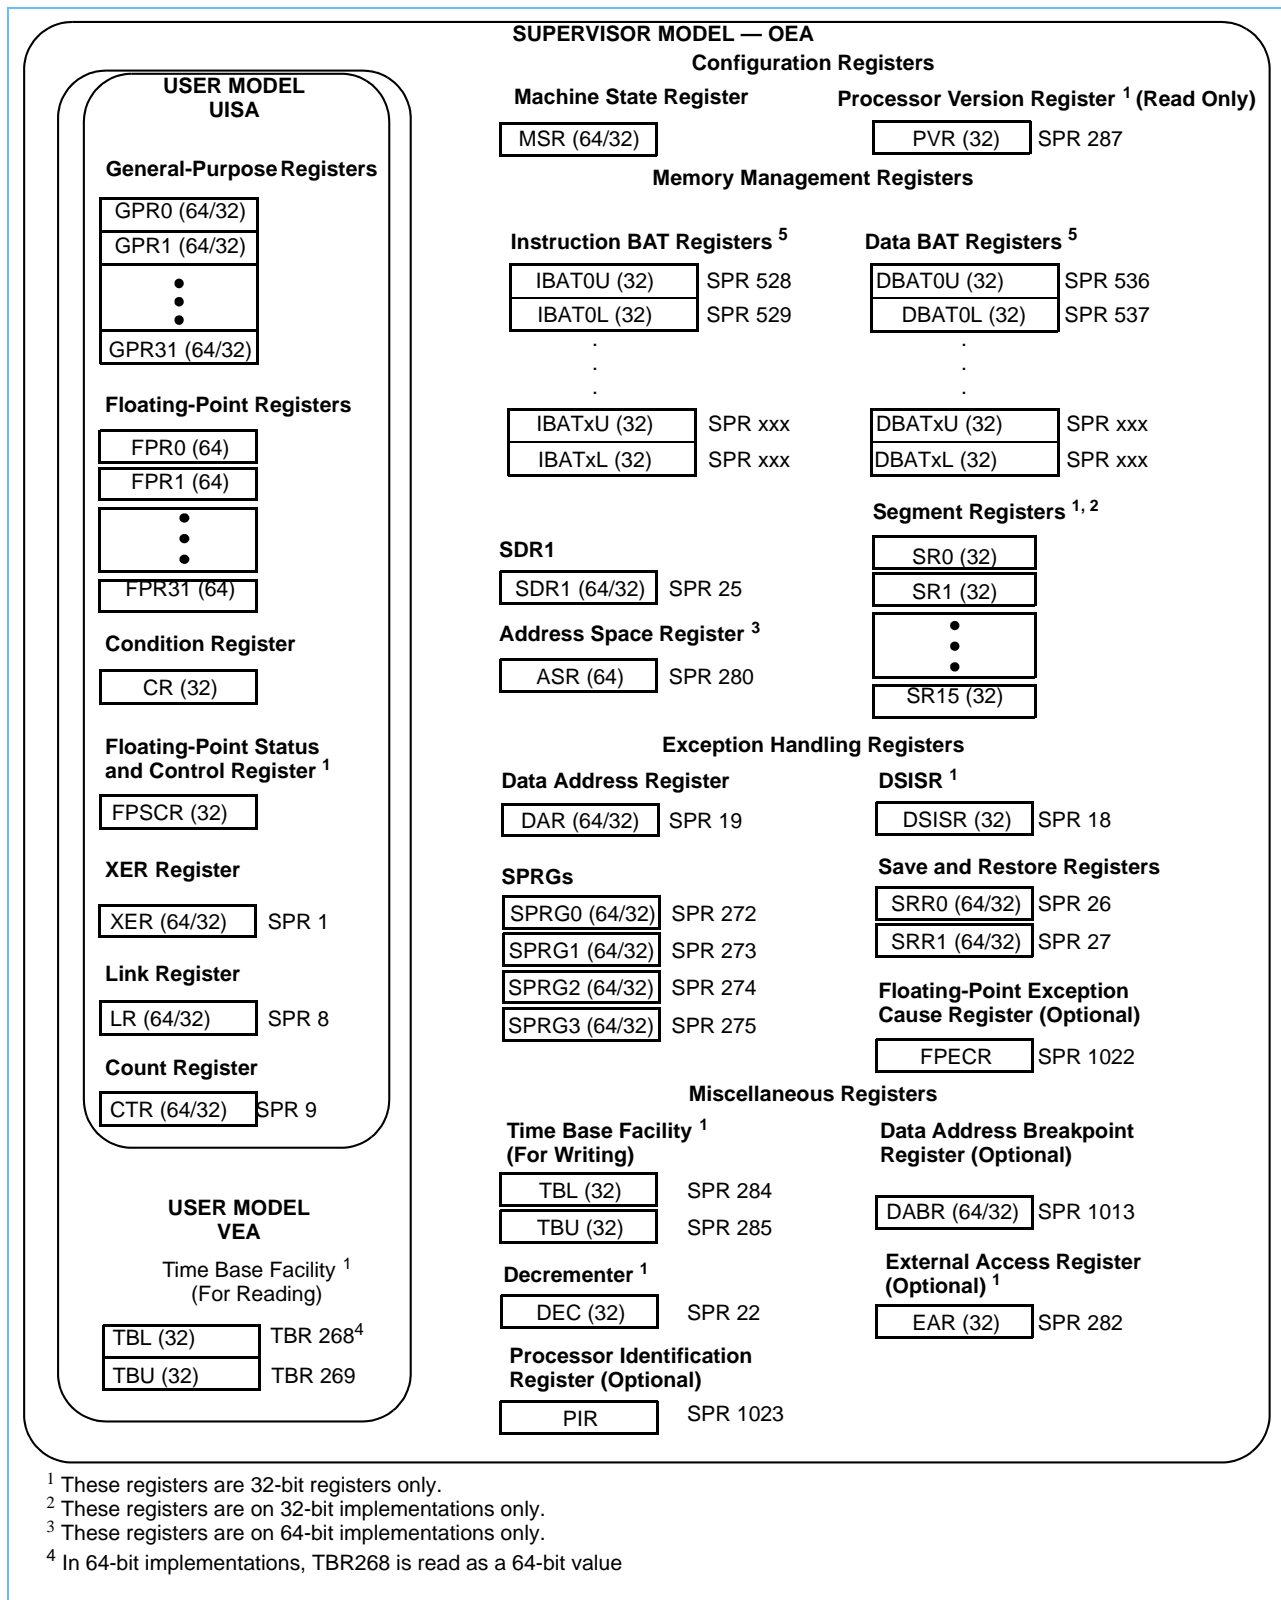 SUPERVISOR MODEL — OEA
Configuration Registers
USER MODEL
UISA
General-Purpose Registers
GPR0 (64/32)
GPR1 (64/32)
GPR31 (64/32)
Floating-Point Registers
FPR0 (64)
FPR1 (64)
FPR31 (64)
Condition Register
CR (32)
Floating-Point Status
and Control Register 1
FPSCR (32)
XER Register
XER (64/32) SPR 1
Link Register
LR (64/32) SPR 8
Count Register
CTR (64/32) SPR 9
USER MODEL
VEA
Time Base Facility 1
(For Reading)
TBL (32) TBR 268 4
TBU (32) TBR 269
Machine State Register Processor Version Register 1 (Read Only)
MSR (64/32) PVR (32) SPR 287
Memory Management Registers
Instruction BAT Registers 5 Data BAT Registers 5
IBAT0U (32) SPR 528 DBAT0U (32) SPR 536
IBAT0L (32) SPR 529 DBAT0L (32) SPR 537
. .
. .
. .
IBATxU (32) SPR xxx DBATxU (32) SPR xxx
IBATxL (32) SPR xxx DBATxL (32) SPR xxx
SDR1
SDR1 (64/32) SPR 25
Address Space Register 3
ASR (64) SPR 280
Segment Registers 1, 2
SR0 (32)
SR1 (32)
SR15 (32)
Exception Handling Registers
Data Address Register DSISR 1
DAR (64/32) SPR 19 DSISR (32) SPR 18
SPRGs
SPRG0 (64/32) SPR 272
SPRG1 (64/32) SPR 273
SPRG2 (64/32) SPR 274
SPRG3 (64/32) SPR 275
Save and Restore Registers
SRR0 (64/32) SPR 26
SRR1 (64/32) SPR 27
Floating-Point Exception
Cause Register (Optional)
FPECR SPR 1022
Miscellaneous Registers
Time Base Facility 1
(For Writing)
TBL (32) SPR 284
TBU (32) SPR 285
Decrementer 1
DEC (32) SPR 22
Processor Identification
Register (Optional)
PIR SPR 1023
Data Address Breakpoint
Register (Optional)
DABR (64/32) SPR 1013
External Access Register
(Optional) 1
EAR (32) SPR 282
1 These registers are 32-bit registers only.
2 These registers are on 32-bit implementations only.
3 These registers are on 64-bit implementations only.
4 In 64-bit implementations, TBR268 is read as a 64-bit value